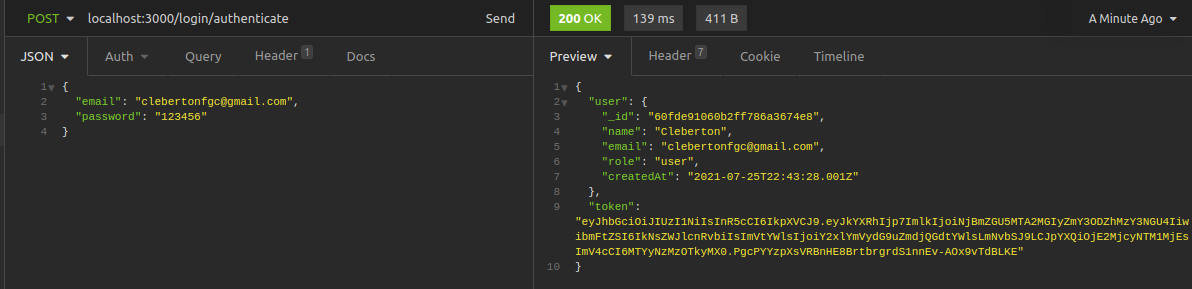 POST localhost:3000/login/authenticate Send
200 OK 139 ms 411 B A Minute Ago
JSON Auth Query Header 1 Docs
Preview Header 7 Cookie Timeline
1 {
2 "email": "clebertonfgc@gmail.com",
3 "password": "123456"
4 }
1 {
2 "user": {
3 "_id": "60fde91060b2ff786a3674e8",
4 "name": "Cleberton",
5 "email": "clebertonfgc@gmail.com",
6 "role": "user",
7 "createdAt": "2021-07-25T22:43:28.001Z"
8 },
9 "token":
"eyJhbGciOiJIUzI1NiIsInR5cCI6IkpXVCJ9.eyJkYXRhIjp7ImlkIjoiNjBmZGU5MTA2MGIyZmY3ODZhMzY3NGU4Iiw
ibmFtZSI6IkNsZWJlcnRvbiIsImVtYWlsIjoiY2xlYmVydG9uZmdjQGdtYWlsLmNvbSJ9LCJpYXQiOjE2MjcyNTM1MjEs
ImV4cCI6MTYyNzMzOTkyMX0.PgcPYYzpXsVRBnHE8BrtbrgrdS1nnEv-AOx9vTdBLKE"
10 }